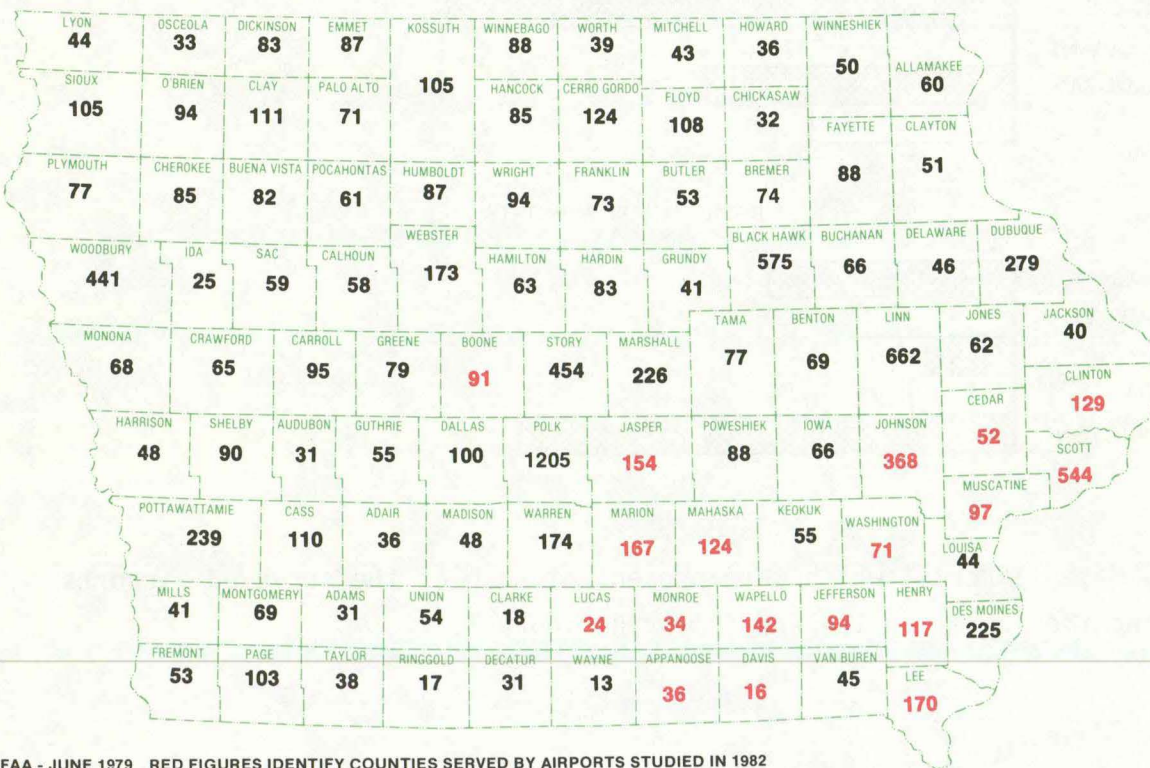 LYON OSCEOLA DICKINSON EMMET KOSSUTH WINNEBAGO WORTH MITCHELL HOWARD WINNESHIEK ALLAMAKEE
44 33 83 87 105 88 39 43 36 50 60
SIOUX O'BRIEN CLAY PALO ALTO HANCOCK CERRO GORDO FLOYD CHICKASAW
105 94 111 71 85 124 108 32
FAYETTE CLAYTON
88 51
PLYMOUTH CHEROKEE BUENA VISTA POCAHONTAS HUMBOLDT WRIGHT FRANKLIN BUTLER BREMER
77 85 82 61 87 94 73 53 74
WOODBURY IDA SAC CALHOUN WEBSTER HAMILTON HARDIN GRUNDY BLACK HAWK BUCHANAN DELAWARE DUBUQUE
441 25 59 58 173 63 83 41 575 66 46 279
MONONA CRAWFORD CARROLL GREENE BOONE STORY MARSHALL TAMA BENTON LINN JONES JACKSON
68 65 95 79 91 454 226 77 69 662 62 40
CLINTON
129
HARRISON SHELBY AUDUBON GUTHRIE DALLAS POLK JASPER POWESHIEK IOWA JOHNSON CEDAR SCOTT
48 90 31 55 100 1205 154 88 66 368 52 544
MUSCATINE
97
POTTAWATTAMIE CASS ADAIR MADISON WARREN MARION MAHASKA KEOKUK WASHINGTON LOUISA
239 110 36 48 174 167 124 55 71 44
MILLS MONTGOMERY ADAMS UNION CLARKE LUCAS MONROE WAPELLO JEFFERSON HENRY DES MOINES
41 69 31 54 18 24 34 142 94 117 225
FREMONT PAGE TAYLOR RINGGOLD DECATUR WAYNE APPANOOSE DAVIS VAN BUREN LEE
53 103 38 17 31 13 36 16 45 170
FAA - JUNE 1979 RED FIGURES IDENTIFY COUNTIES SERVED BY AIRPORTS STUDIED IN 1982